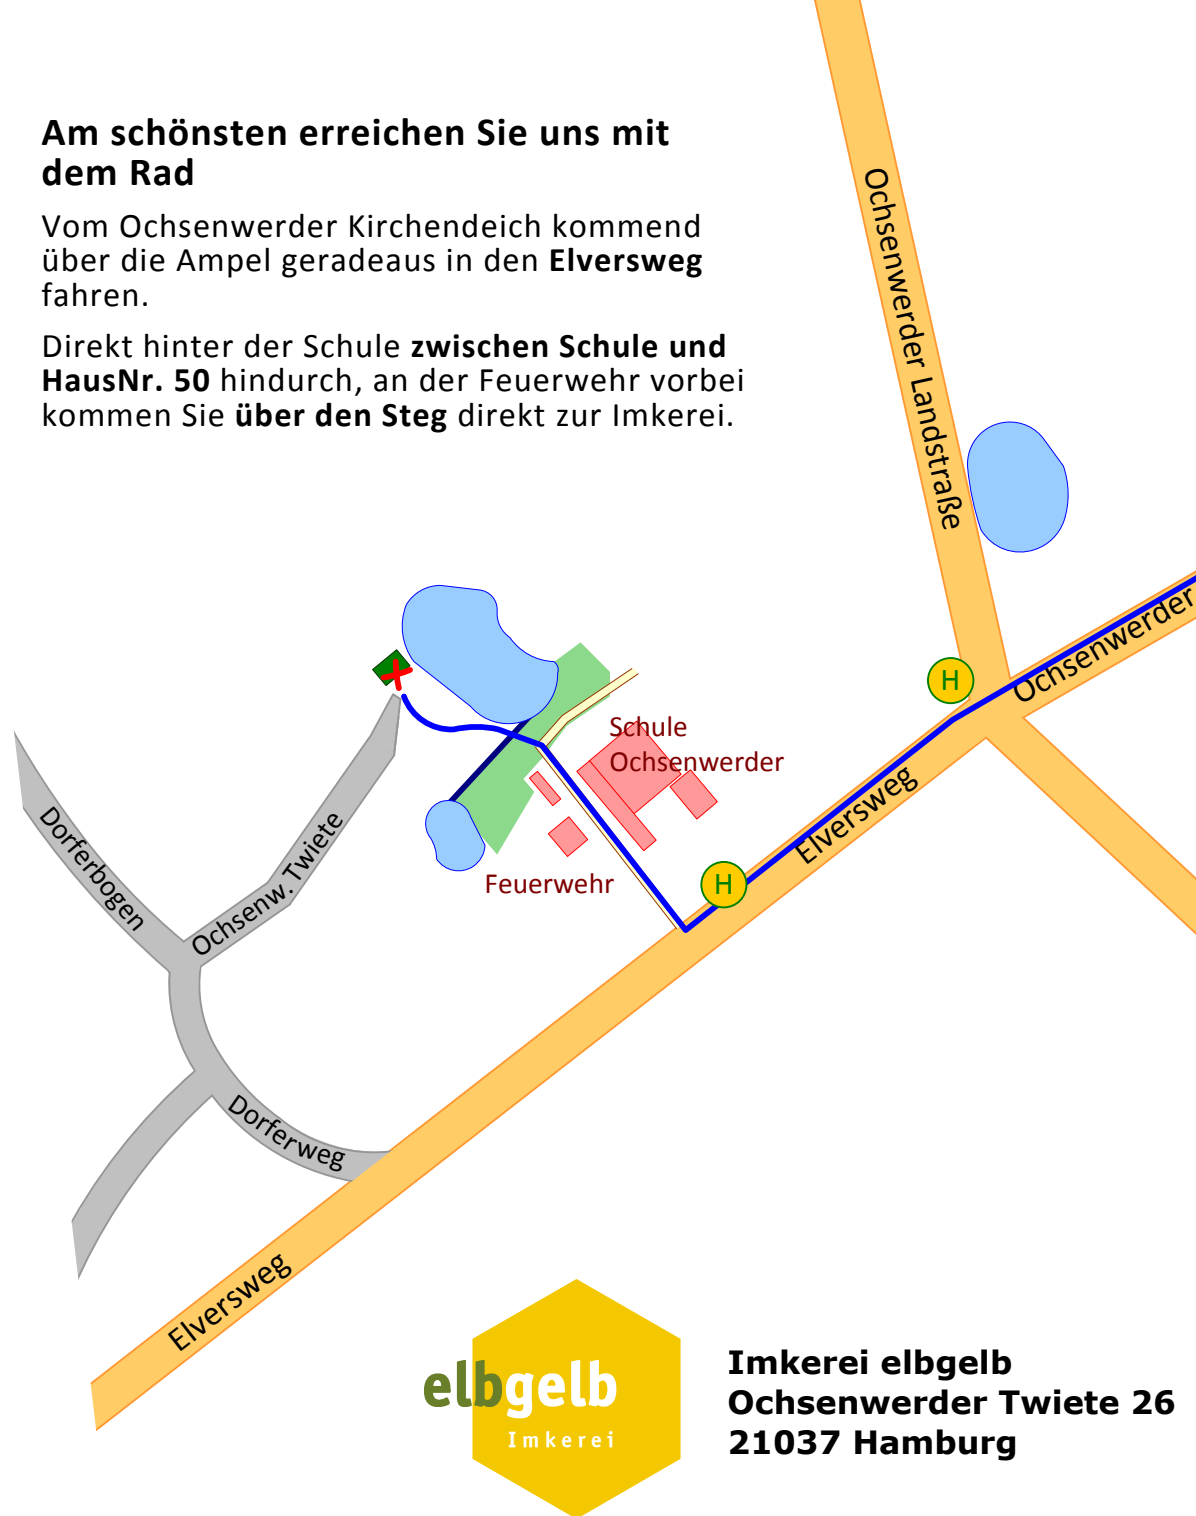 Am schönsten erreichen Sie uns mit
dem Rad
Vom Ochsenwerder Kirchendeich kommend
über die Ampel geradeaus in den Elversweg
fahren.
Direkt hinter der Schule zwischen Schule und
HausNr. 50 hindurch, an der Feuerwehr vorbei
kommen Sie über den Steg direkt zur Imkerei.
Ochsenwerder Landstraße
Ochsenwerder
H
Schule
Ochsenwerder
Elversweg
H
Feuerwehr
Dorferbogen
Ochsenw. Twiete
Dorferweg
Elversweg
elbgelb
Imkerei
Imkerei elbgelb
Ochsenwerder Twiete 26
21037 Hamburg